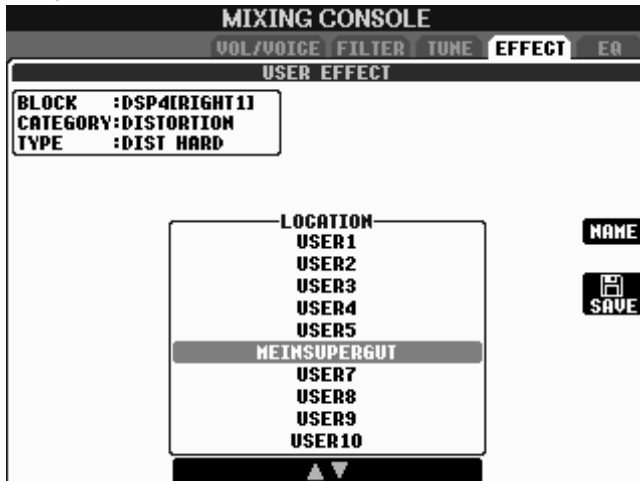 MIXING CONSOLE
VOL/VOICE FILTER TUNE EFFECT EQ
USER EFFECT
BLOCK :DSP4[RIGHT1]
CATEGORY:DISTORTION
TYPE :DIST HARD
LOCATION
USER1
NAME
USER2
USER3
SAVE
USER4
USER5
MEINSUPERGUT
USER7
USER8
USER9
USER10